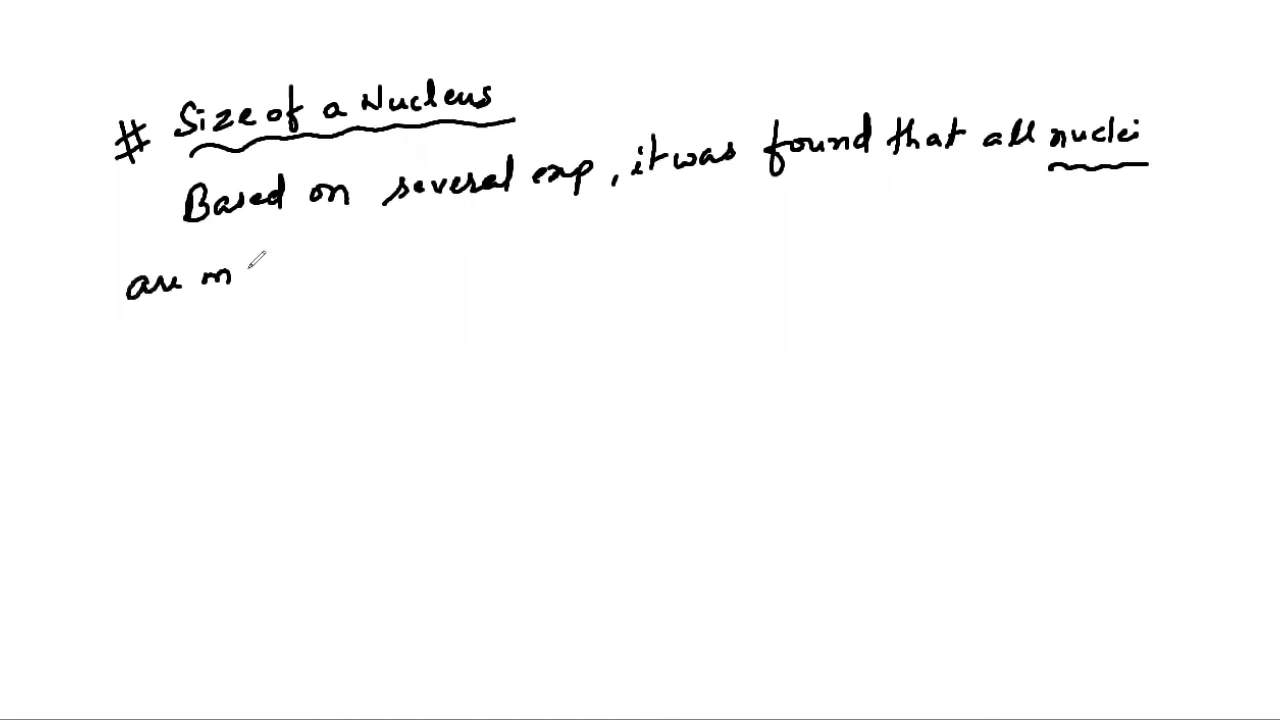 # Size of a Nucleus
Based on several exp, it was found that all nuclei
are m